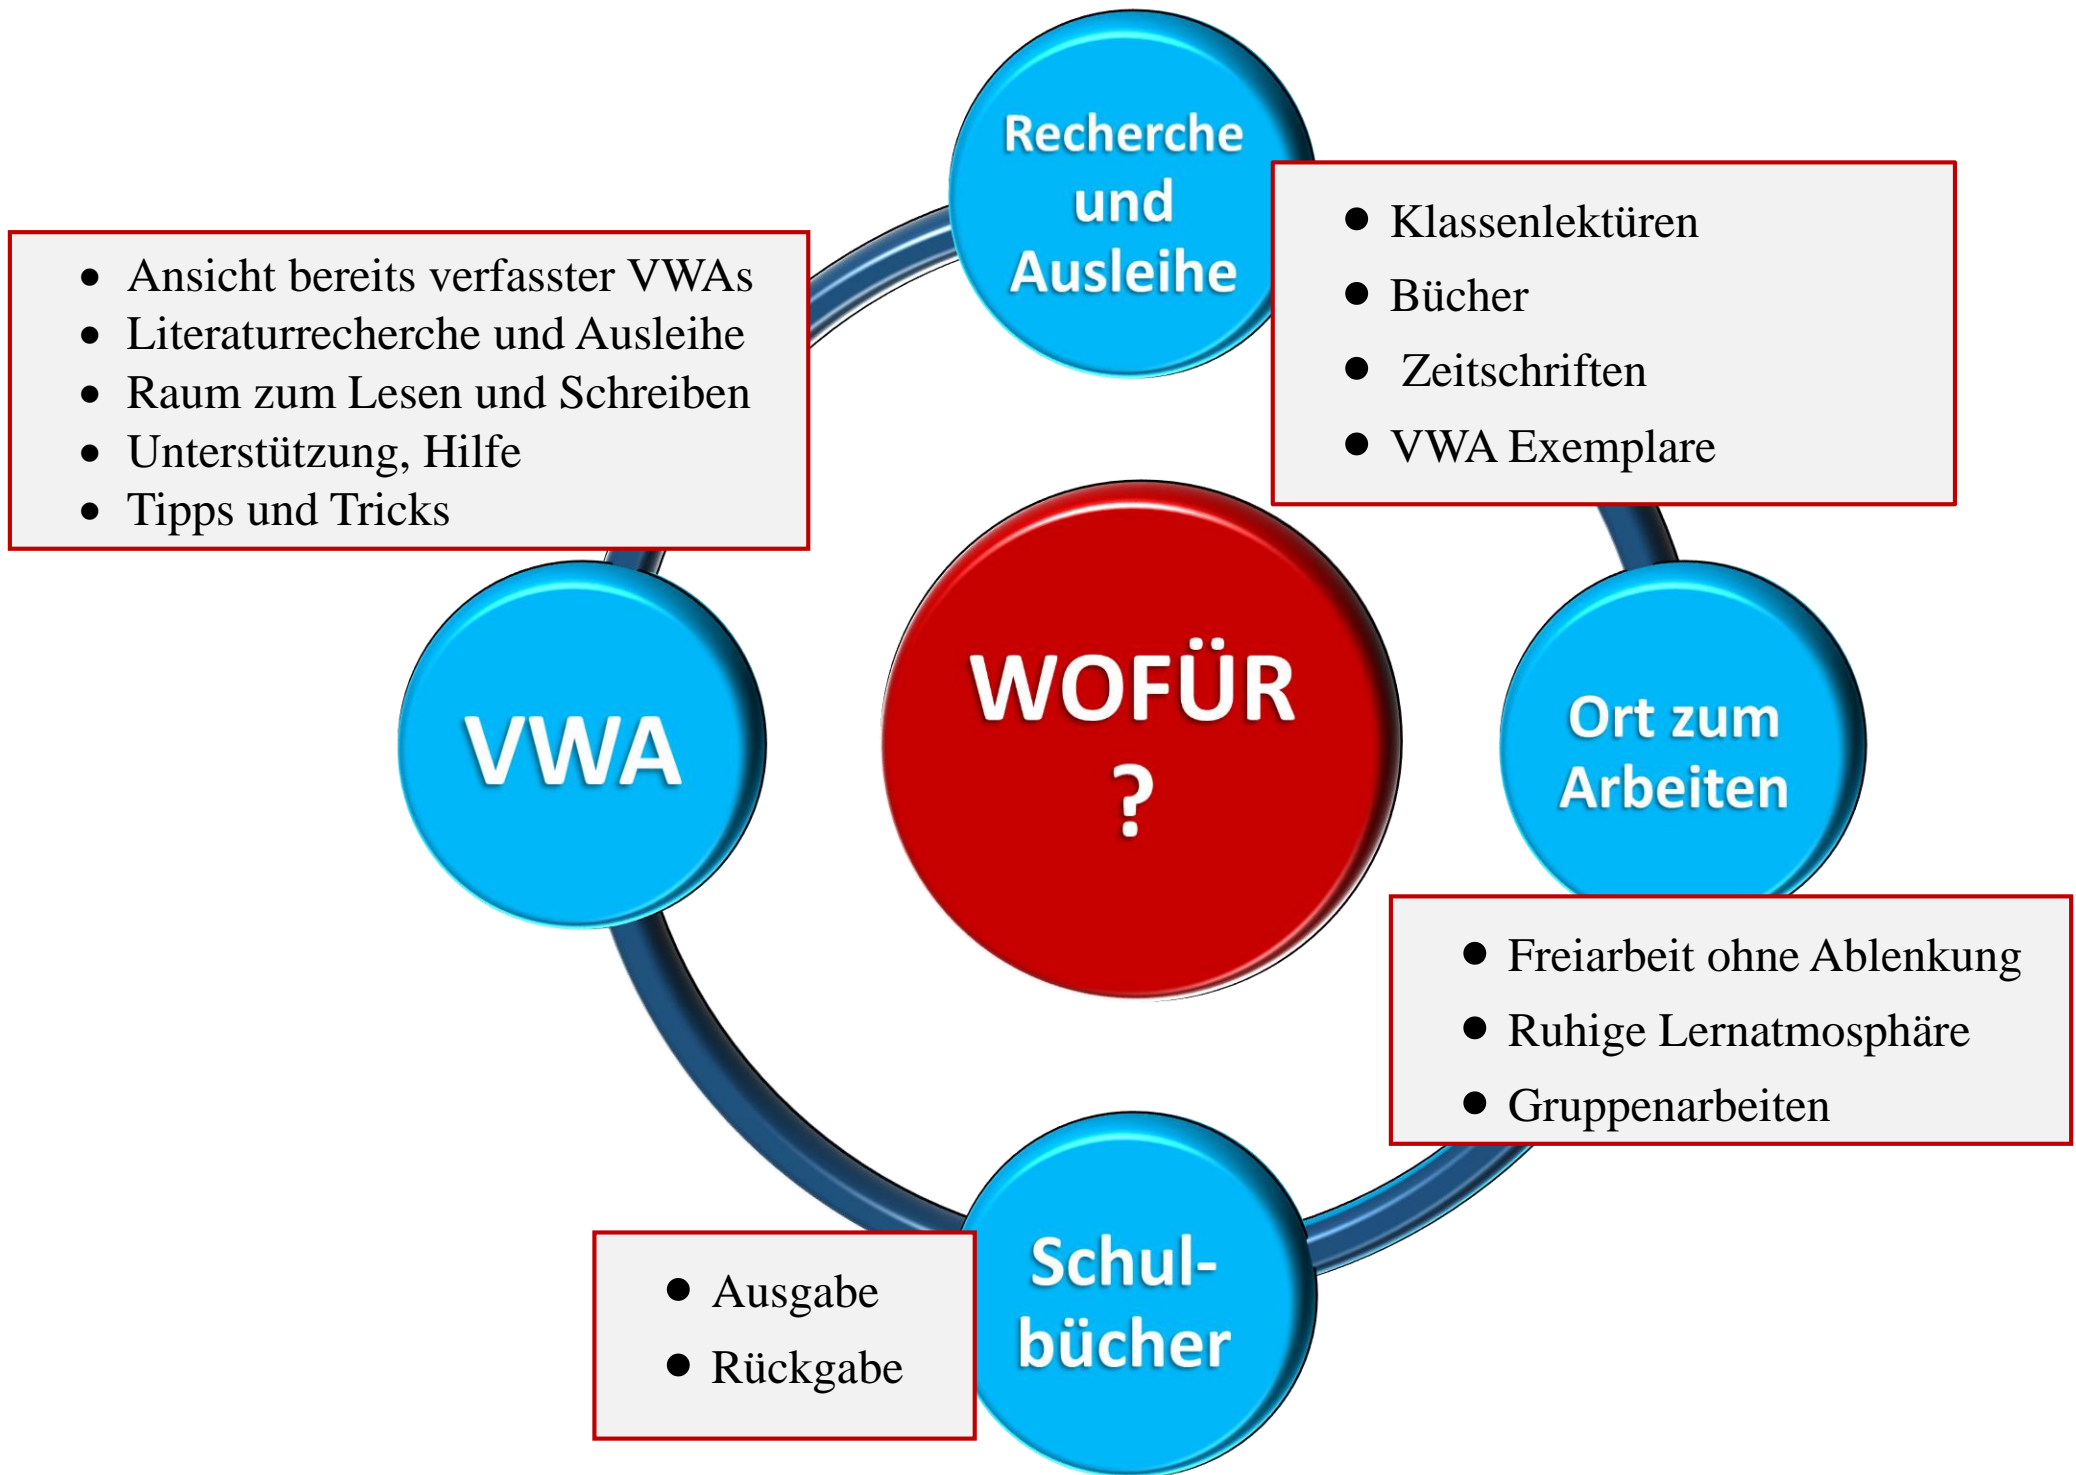 Recherche
und
Ausleihe
• Klassenlektüren
• Bücher
• Zeitschriften
• VWA Exemplare
• Ansicht bereits verfasster VWAs
• Literaturrecherche und Ausleihe
• Raum zum Lesen und Schreiben
• Unterstützung, Hilfe
• Tipps und Tricks
VWA
WOFÜR
?
Ort zum
Arbeiten
• Freiarbeit ohne Ablenkung
• Ruhige Lernatmosphäre
• Gruppenarbeiten
Schul-
bücher
• Ausgabe
• Rückgabe